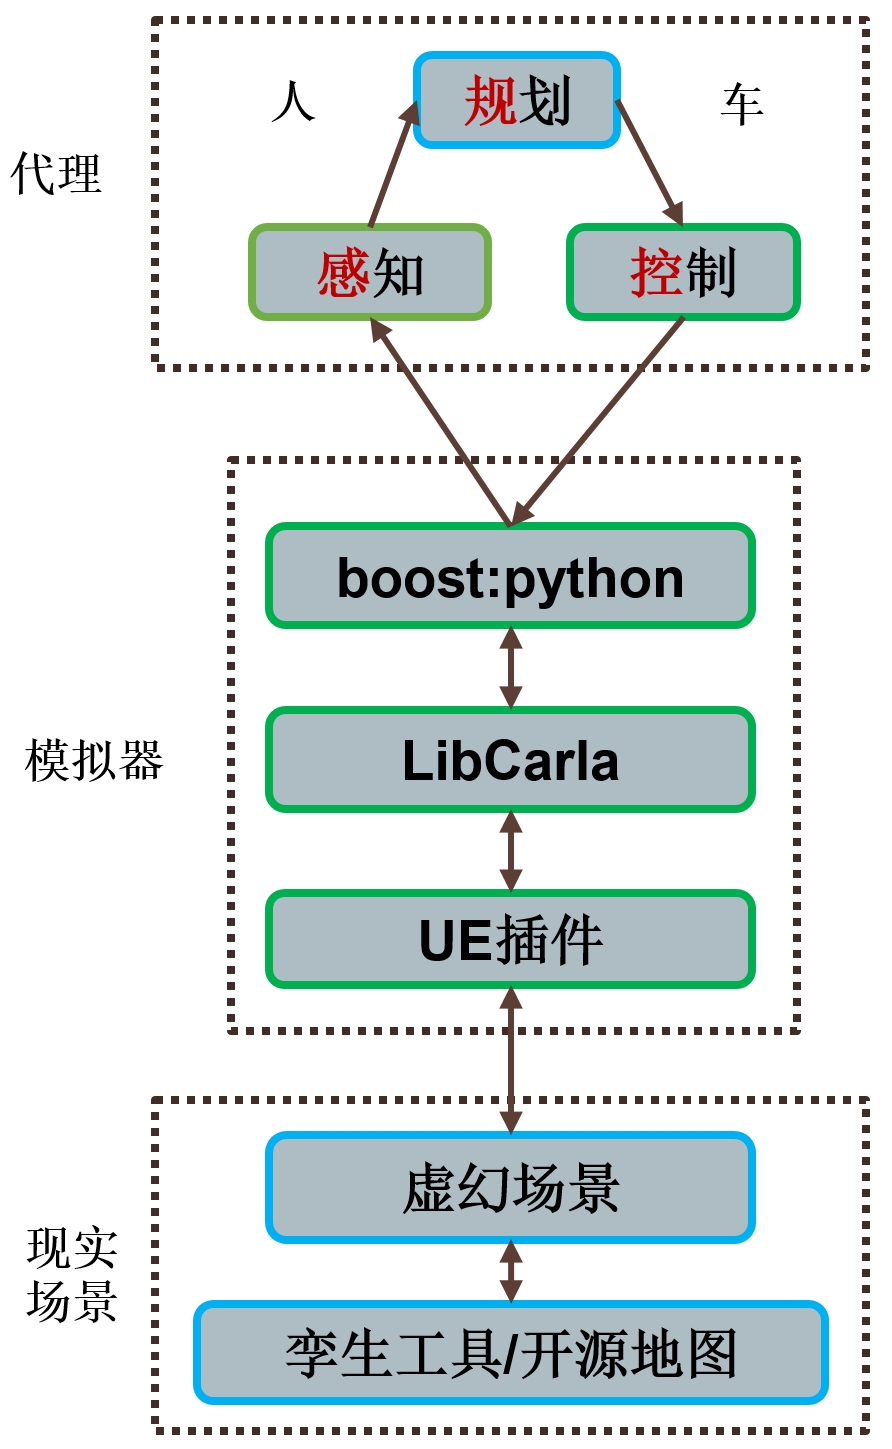 人
规划
车
代理
感知
控制
boost:python
LibCarla
模拟器
UE插件
虚幻场景
现实
场景
孪生工具/开源地图